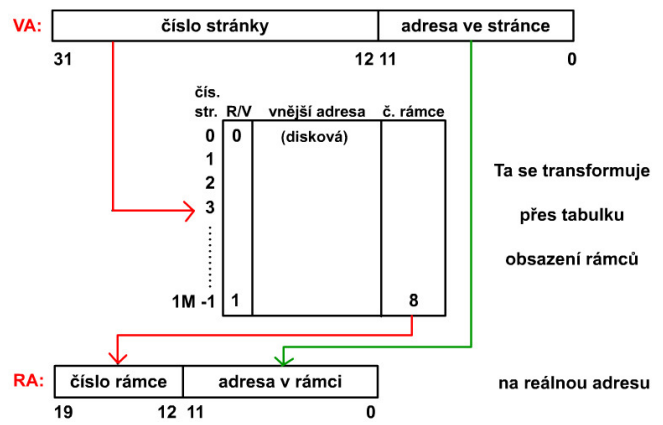 VA: číslo stránky adresa ve stránce
31 12 11 0
čís.
str. R/V vnější adresa č. rámce
0 0 (disková)
1
2
3
1M -1 1 8
Ta se transformuje
přes tabulku
obsazení rámců
RA: číslo rámce adresa v rámci
na reálnou adresu
19 12 11 0